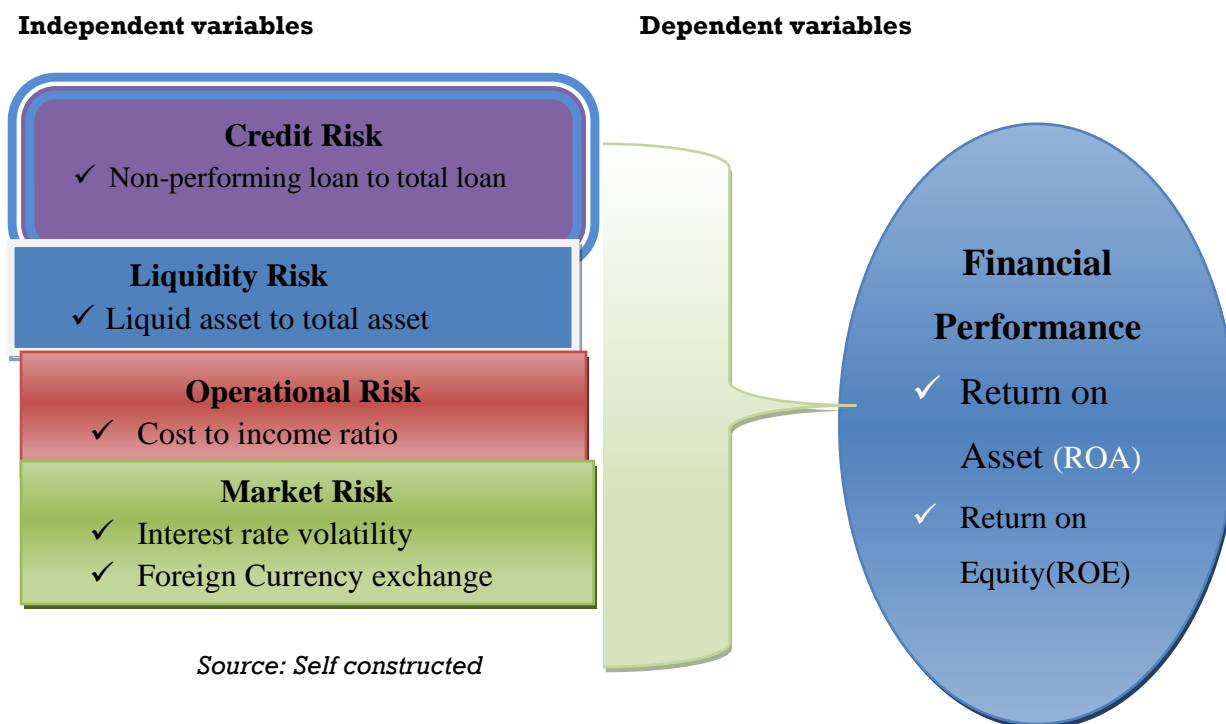 Independent variables
Dependent variables
Credit Risk
✓ Non-performing loan to total loan
Liquidity Risk
✓ Liquid asset to total asset
Operational Risk
✓ Cost to income ratio
Market Risk
✓ Interest rate volatility
✓ Foreign Currency exchange
Source: Self constructed
Financial
Performance
✓ Return on
Asset (ROA)
✓ Return on
Equity(ROE)